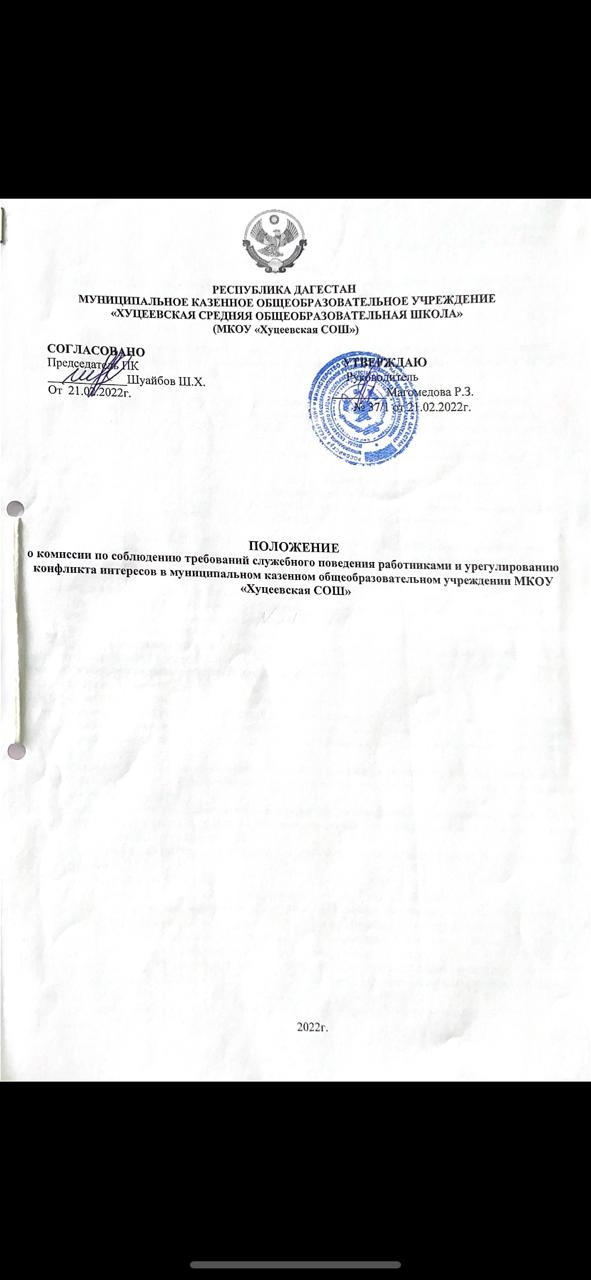 РЕСПУБЛИКА ДАГЕСТАН
МУНИЦИПАЛЬНОЕ КАЗЕННОЕ ОБЩЕОБРАЗОВАТЕЛЬНОЕ УЧРЕЖДЕНИЕ
«ХУЦЕЕВСКАЯ СРЕДНЯЯ ОБЩЕОБРАЗОВАТЕЛЬНАЯ ШКОЛА»
(МКОУ «Хуцеевская СОШ»)
СОГЛАСОВАНО
Председатель ПК
Шуайбов Ш.Х.
От 21.02.2022г.
УТВЕРЖДАЮ
Руководитель
Магомедова Р.З.
№ 37/1 от 21.02.2022г.
ПОЛОЖЕНИЕ
о комиссии по соблюдению требований служебного поведения работниками и урегулированию
конфликта интересов в муниципальном казенном общеобразовательном учреждении МКОУ
«Хуцеевская СОШ»
2022г.